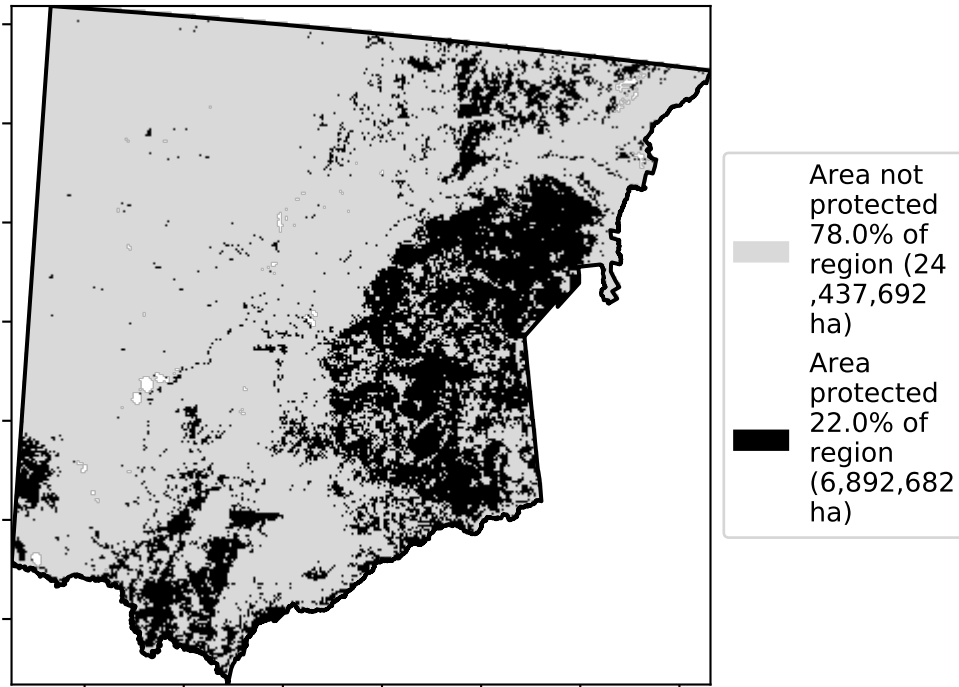 Area not
protected
78.0% of
region (24
,437,692
ha)
Area
protected
22.0% of
region
(6,892,682
ha)